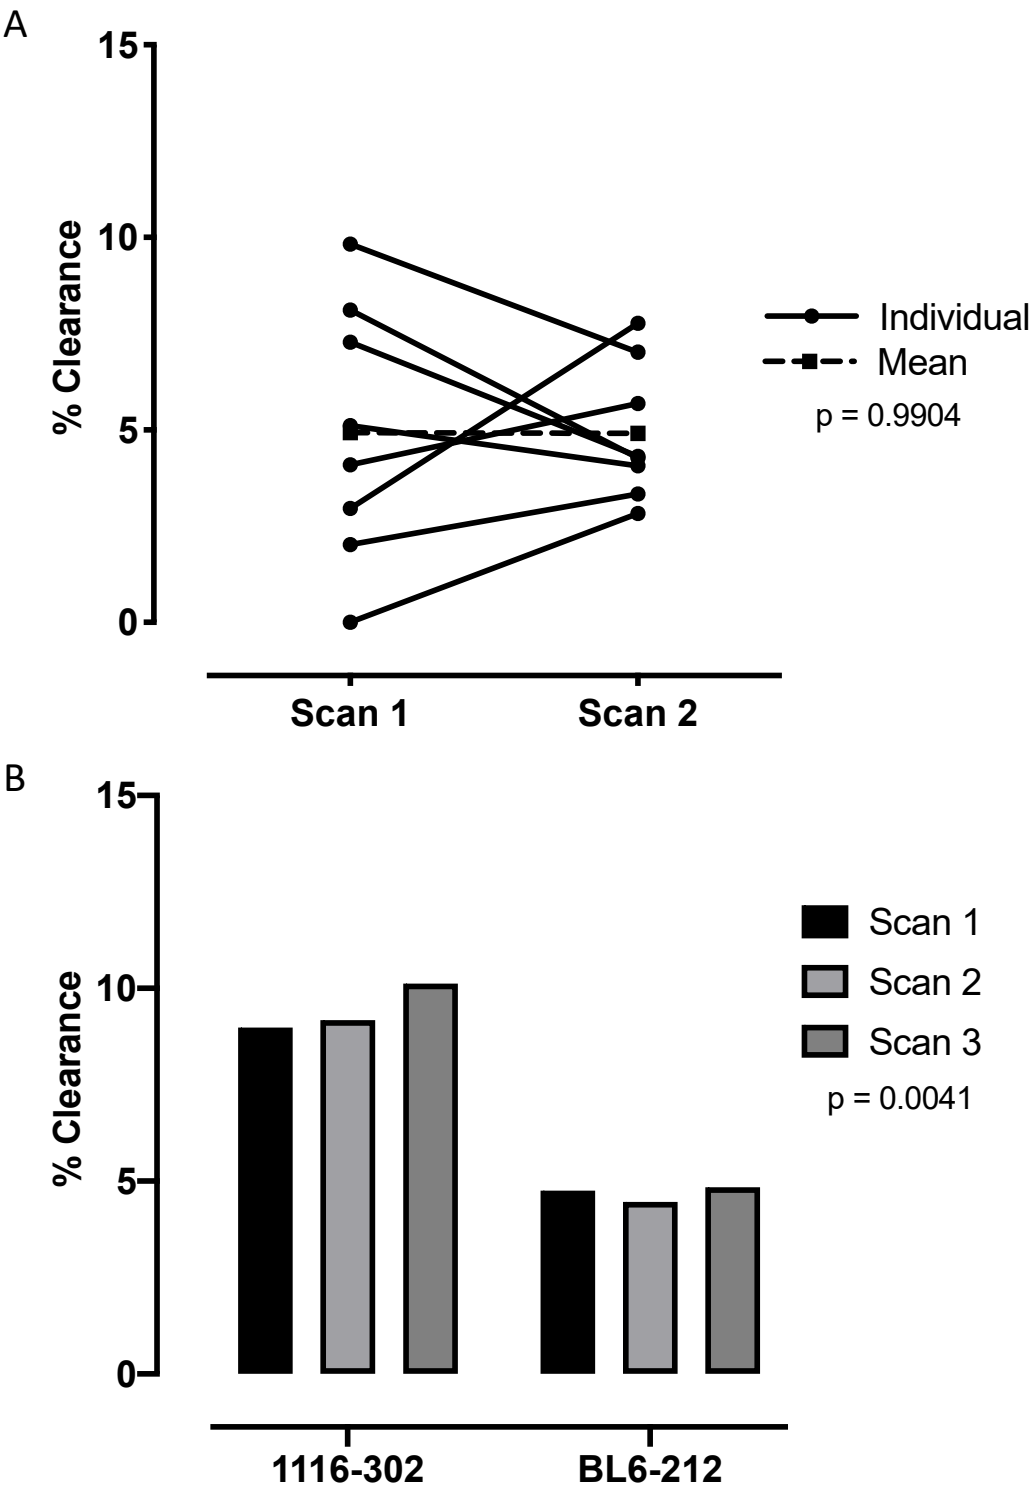 A
15
10
5
0
% Clearance
Scan 1
Scan 2
Individual
Mean
p = 0.9904
B
15
10
5
0
% Clearance
1116-302
BL6-212
Scan 1
Scan 2
Scan 3
p = 0.0041